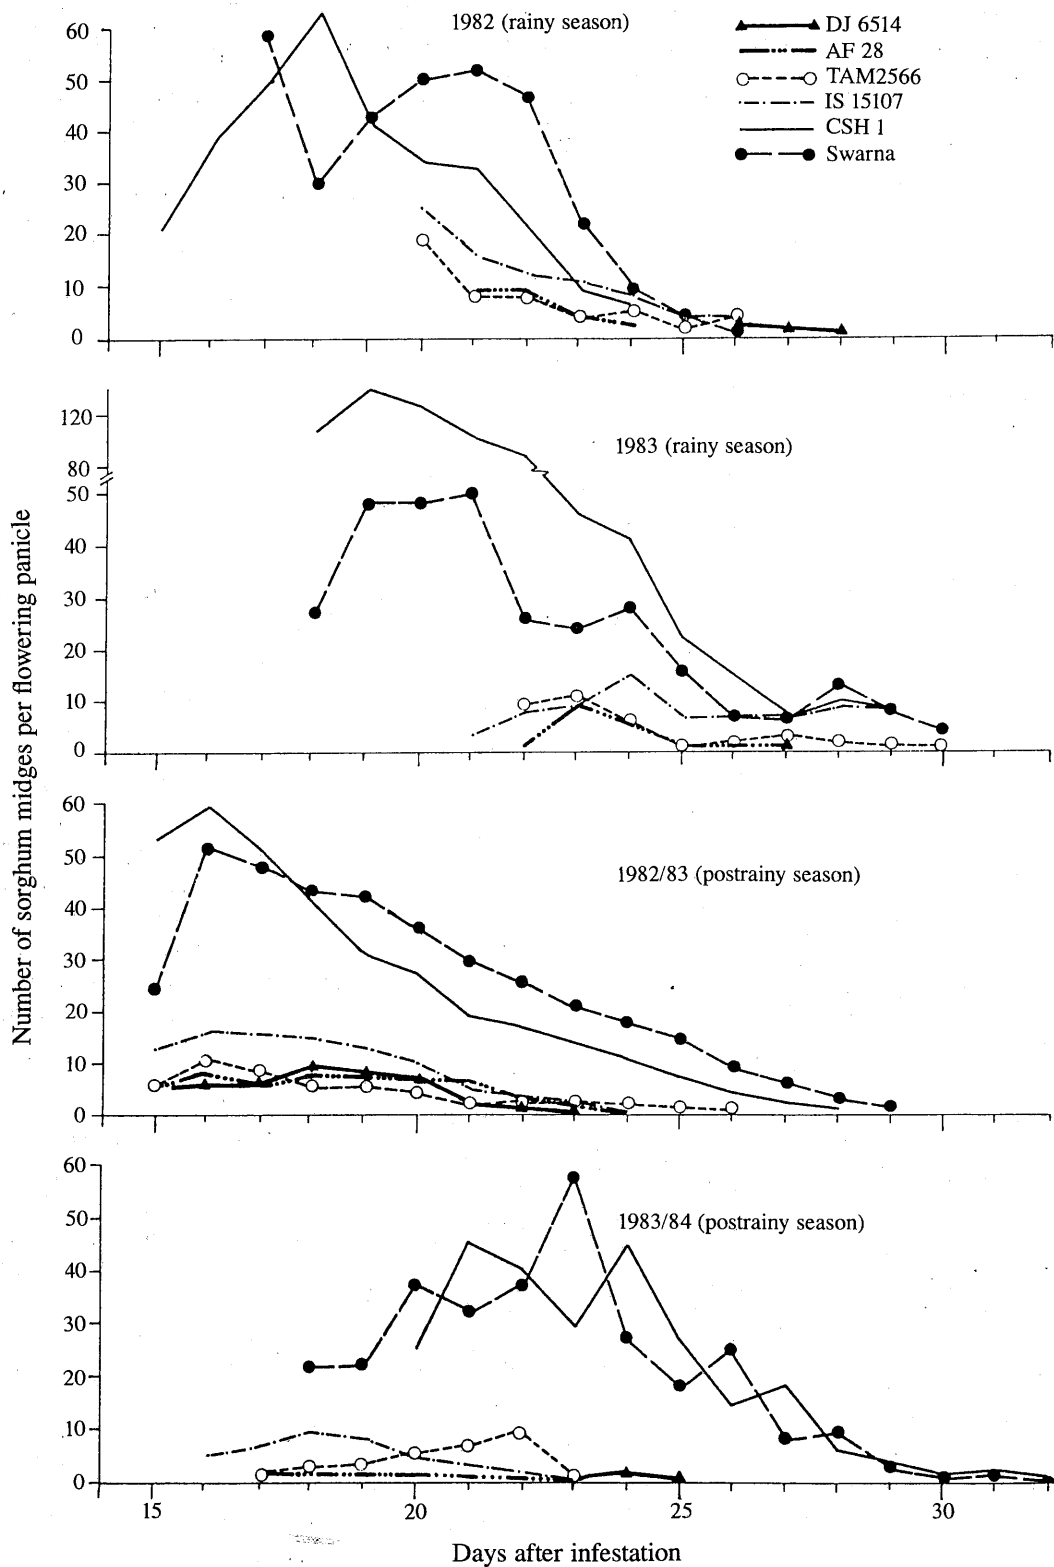 1982 (rainy season)
DJ 6514
AF 28
TAM2566
IS 15107
CSH 1
Swarna
60
50
40
30
20
10
0
1983 (rainy season)
120
80
50
40
30
20
10
0
1982/83 (postrainy season)
60
50
40
30
20
10
0
1983/84 (postrainy season)
60
50
40
30
20
10
0
15 20 25 30
Days after infestation
Number of sorghum midges per flowering panicle